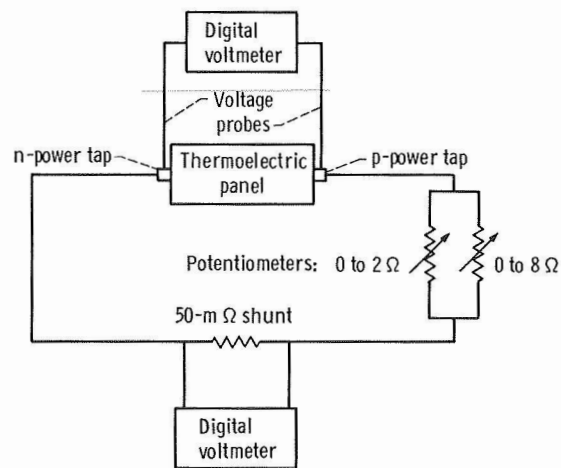 Digital
voltmeter
Voltage
probes
n-power tap
Thermoelectric
panel
p-power tap
Potentiometers: 0 to 2 Ω
0 to 8 Ω
50-m Ω shunt
Digital
voltmeter